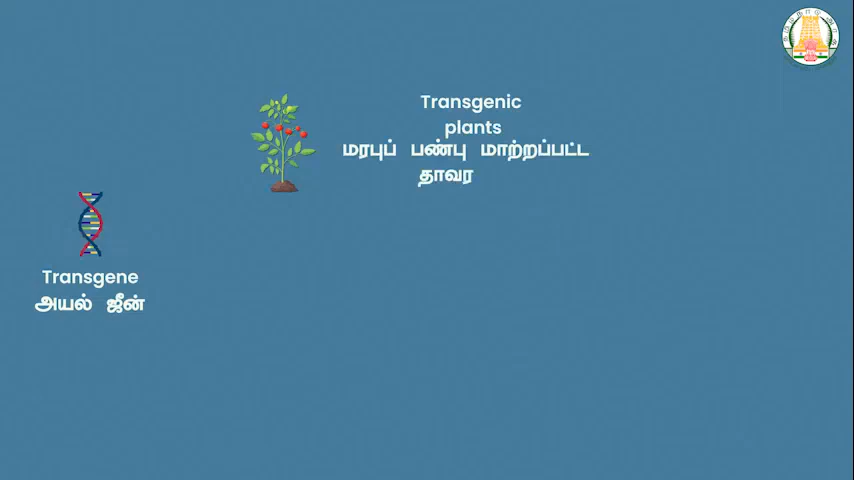 Transgenic
plants
மரபுப் பண்பு மாற்றப்பட்ட
தாவர
Transgene
அயல் ஜீன்